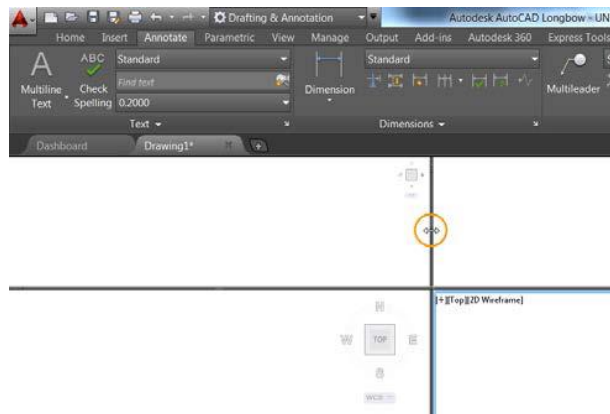 Drafting & Annotation
Autodesk AutoCAD Longbow - UN
Home Insert Annotate Parametric View Manage Output Add-ins Autodesk 360 Express Tools
A
ABC
Standard
Standard
Find text
Multiline Text
Check Spelling
0.2000
Dimension
Multileader
Text
Dimensions
Dashboard Drawing1*
[+][Top][2D Wireframe]
N
W TOP E
S
WCS